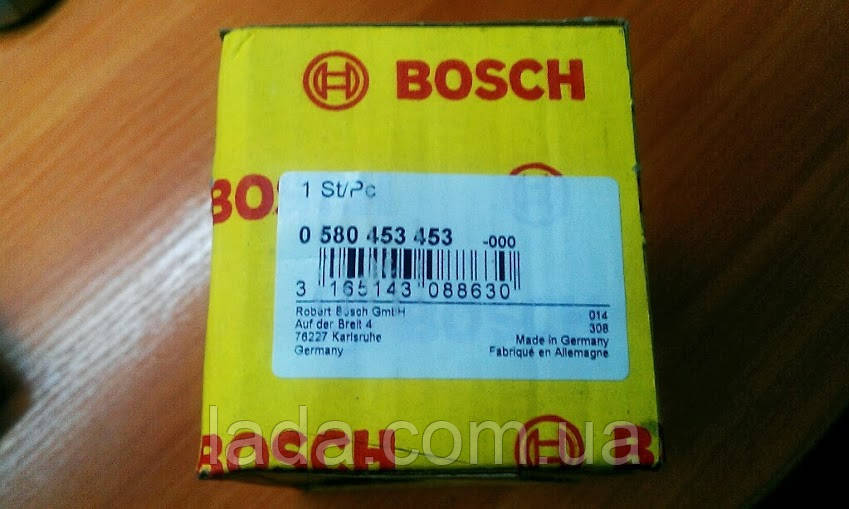 BOSCH
BO
1 St/Pc
0 580 453 453 -000
3 165143 088630
Robert Bosch GmbH
Auf der Breit 4
76227 Karlsruhe
Germany
014
308
Made in Germany
Fabriqué en Allemagne
lada.com.ua
BOSCH
B